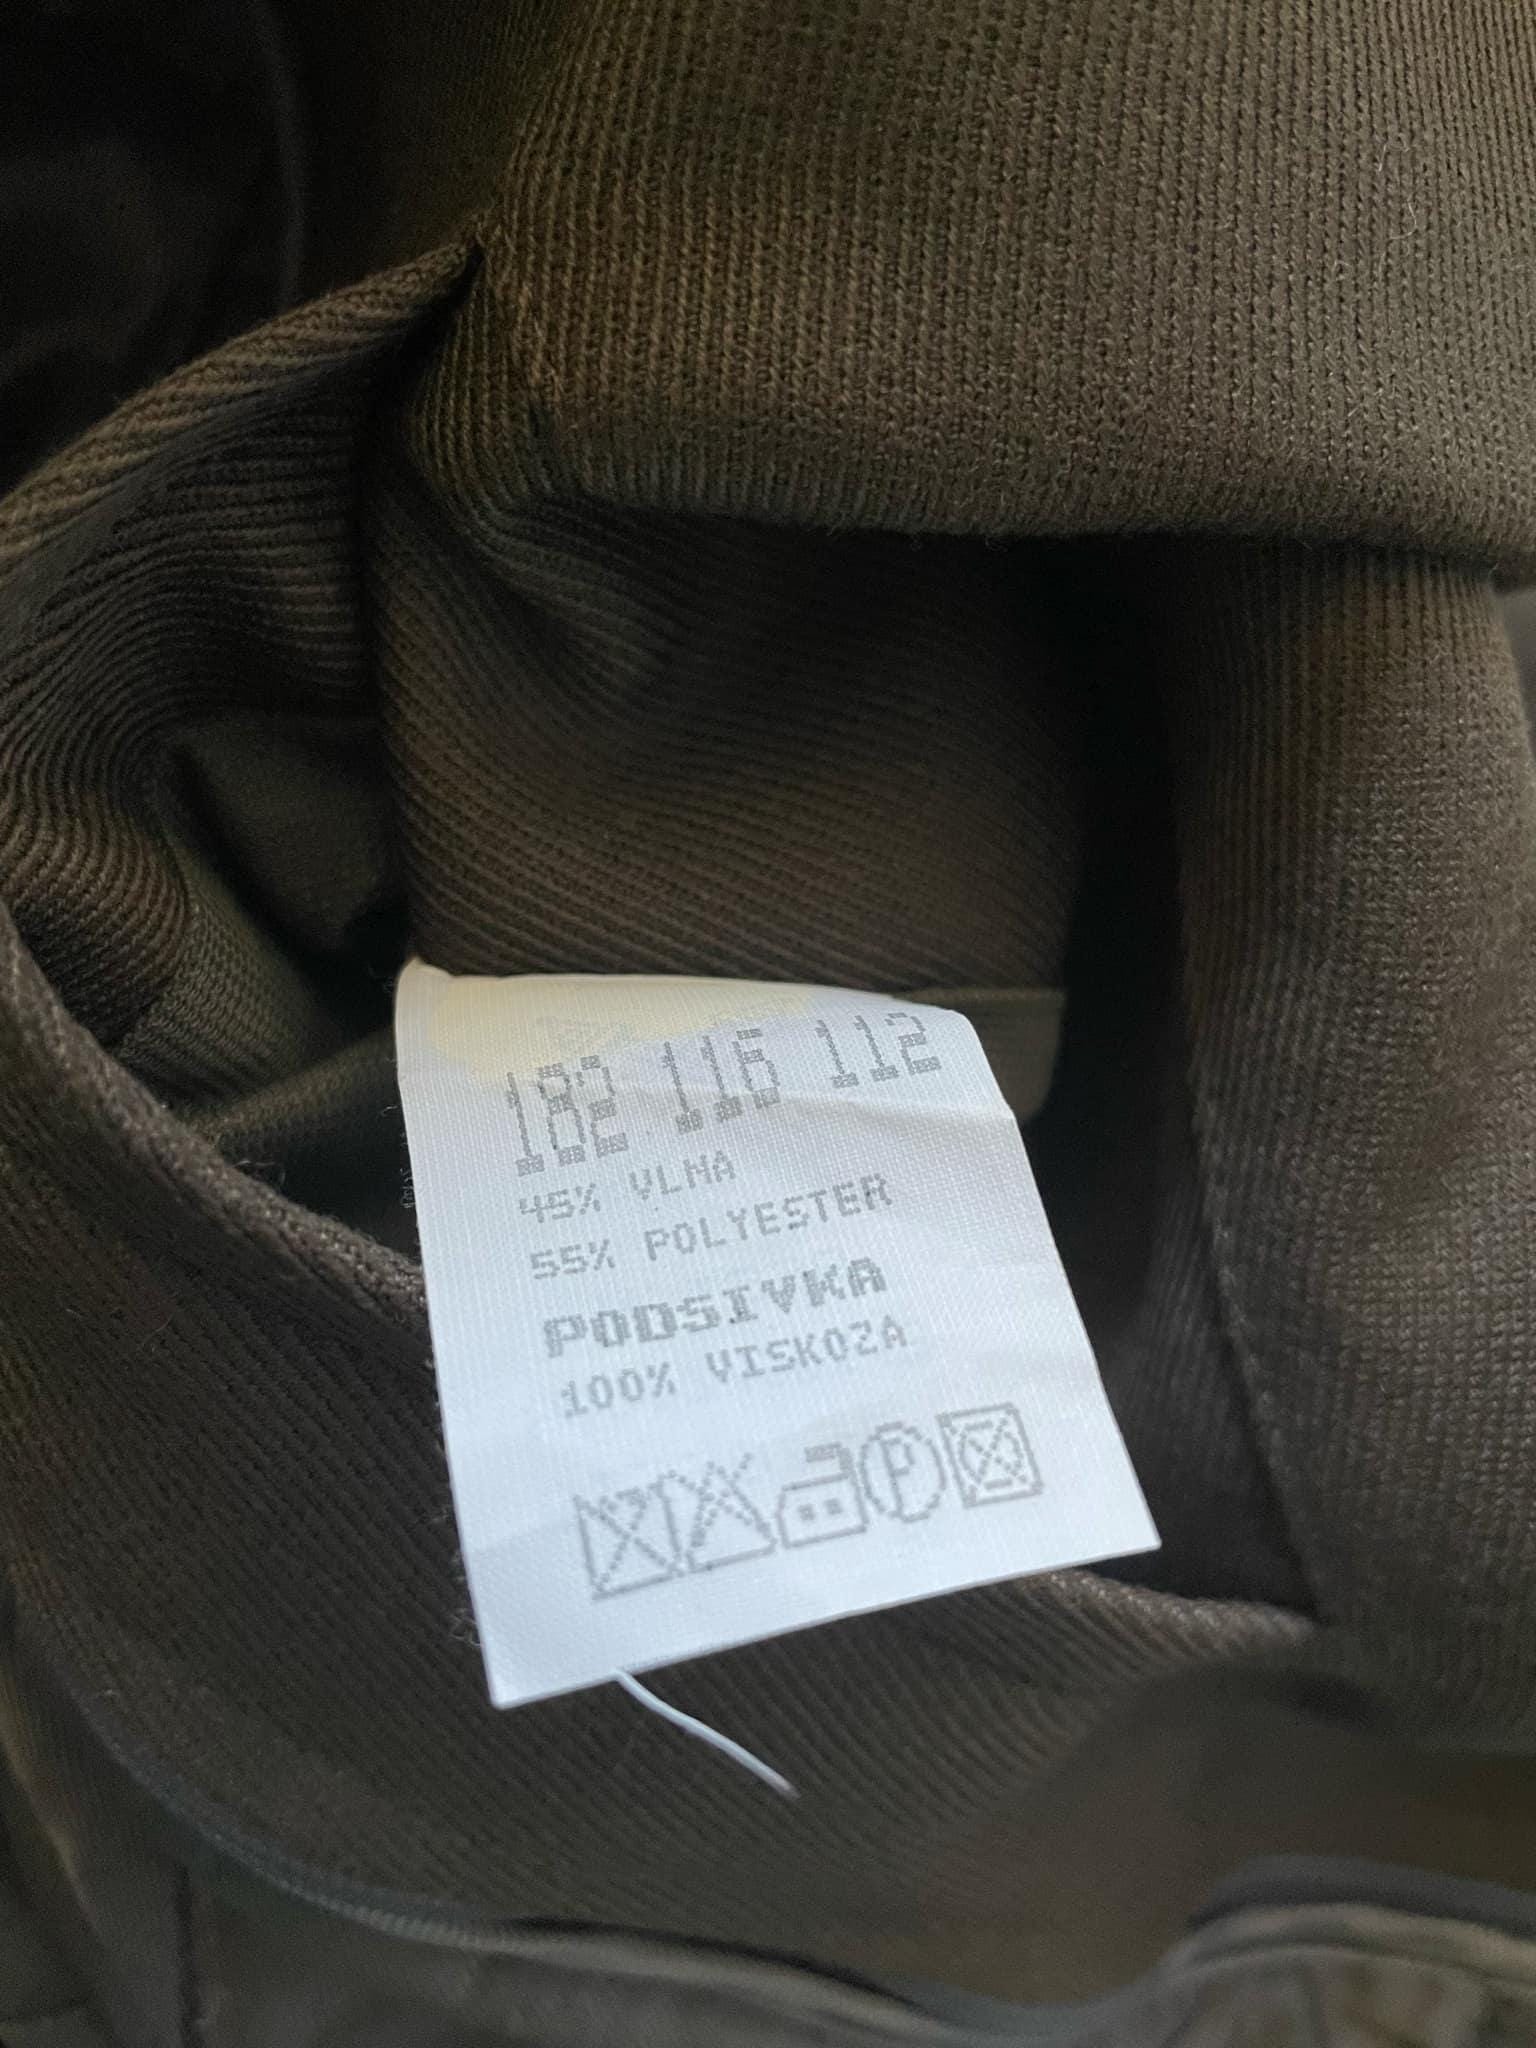 182 116 112
45% VLNA
55% POLYESTER
PODSIVKA
100% VISKOZA
P